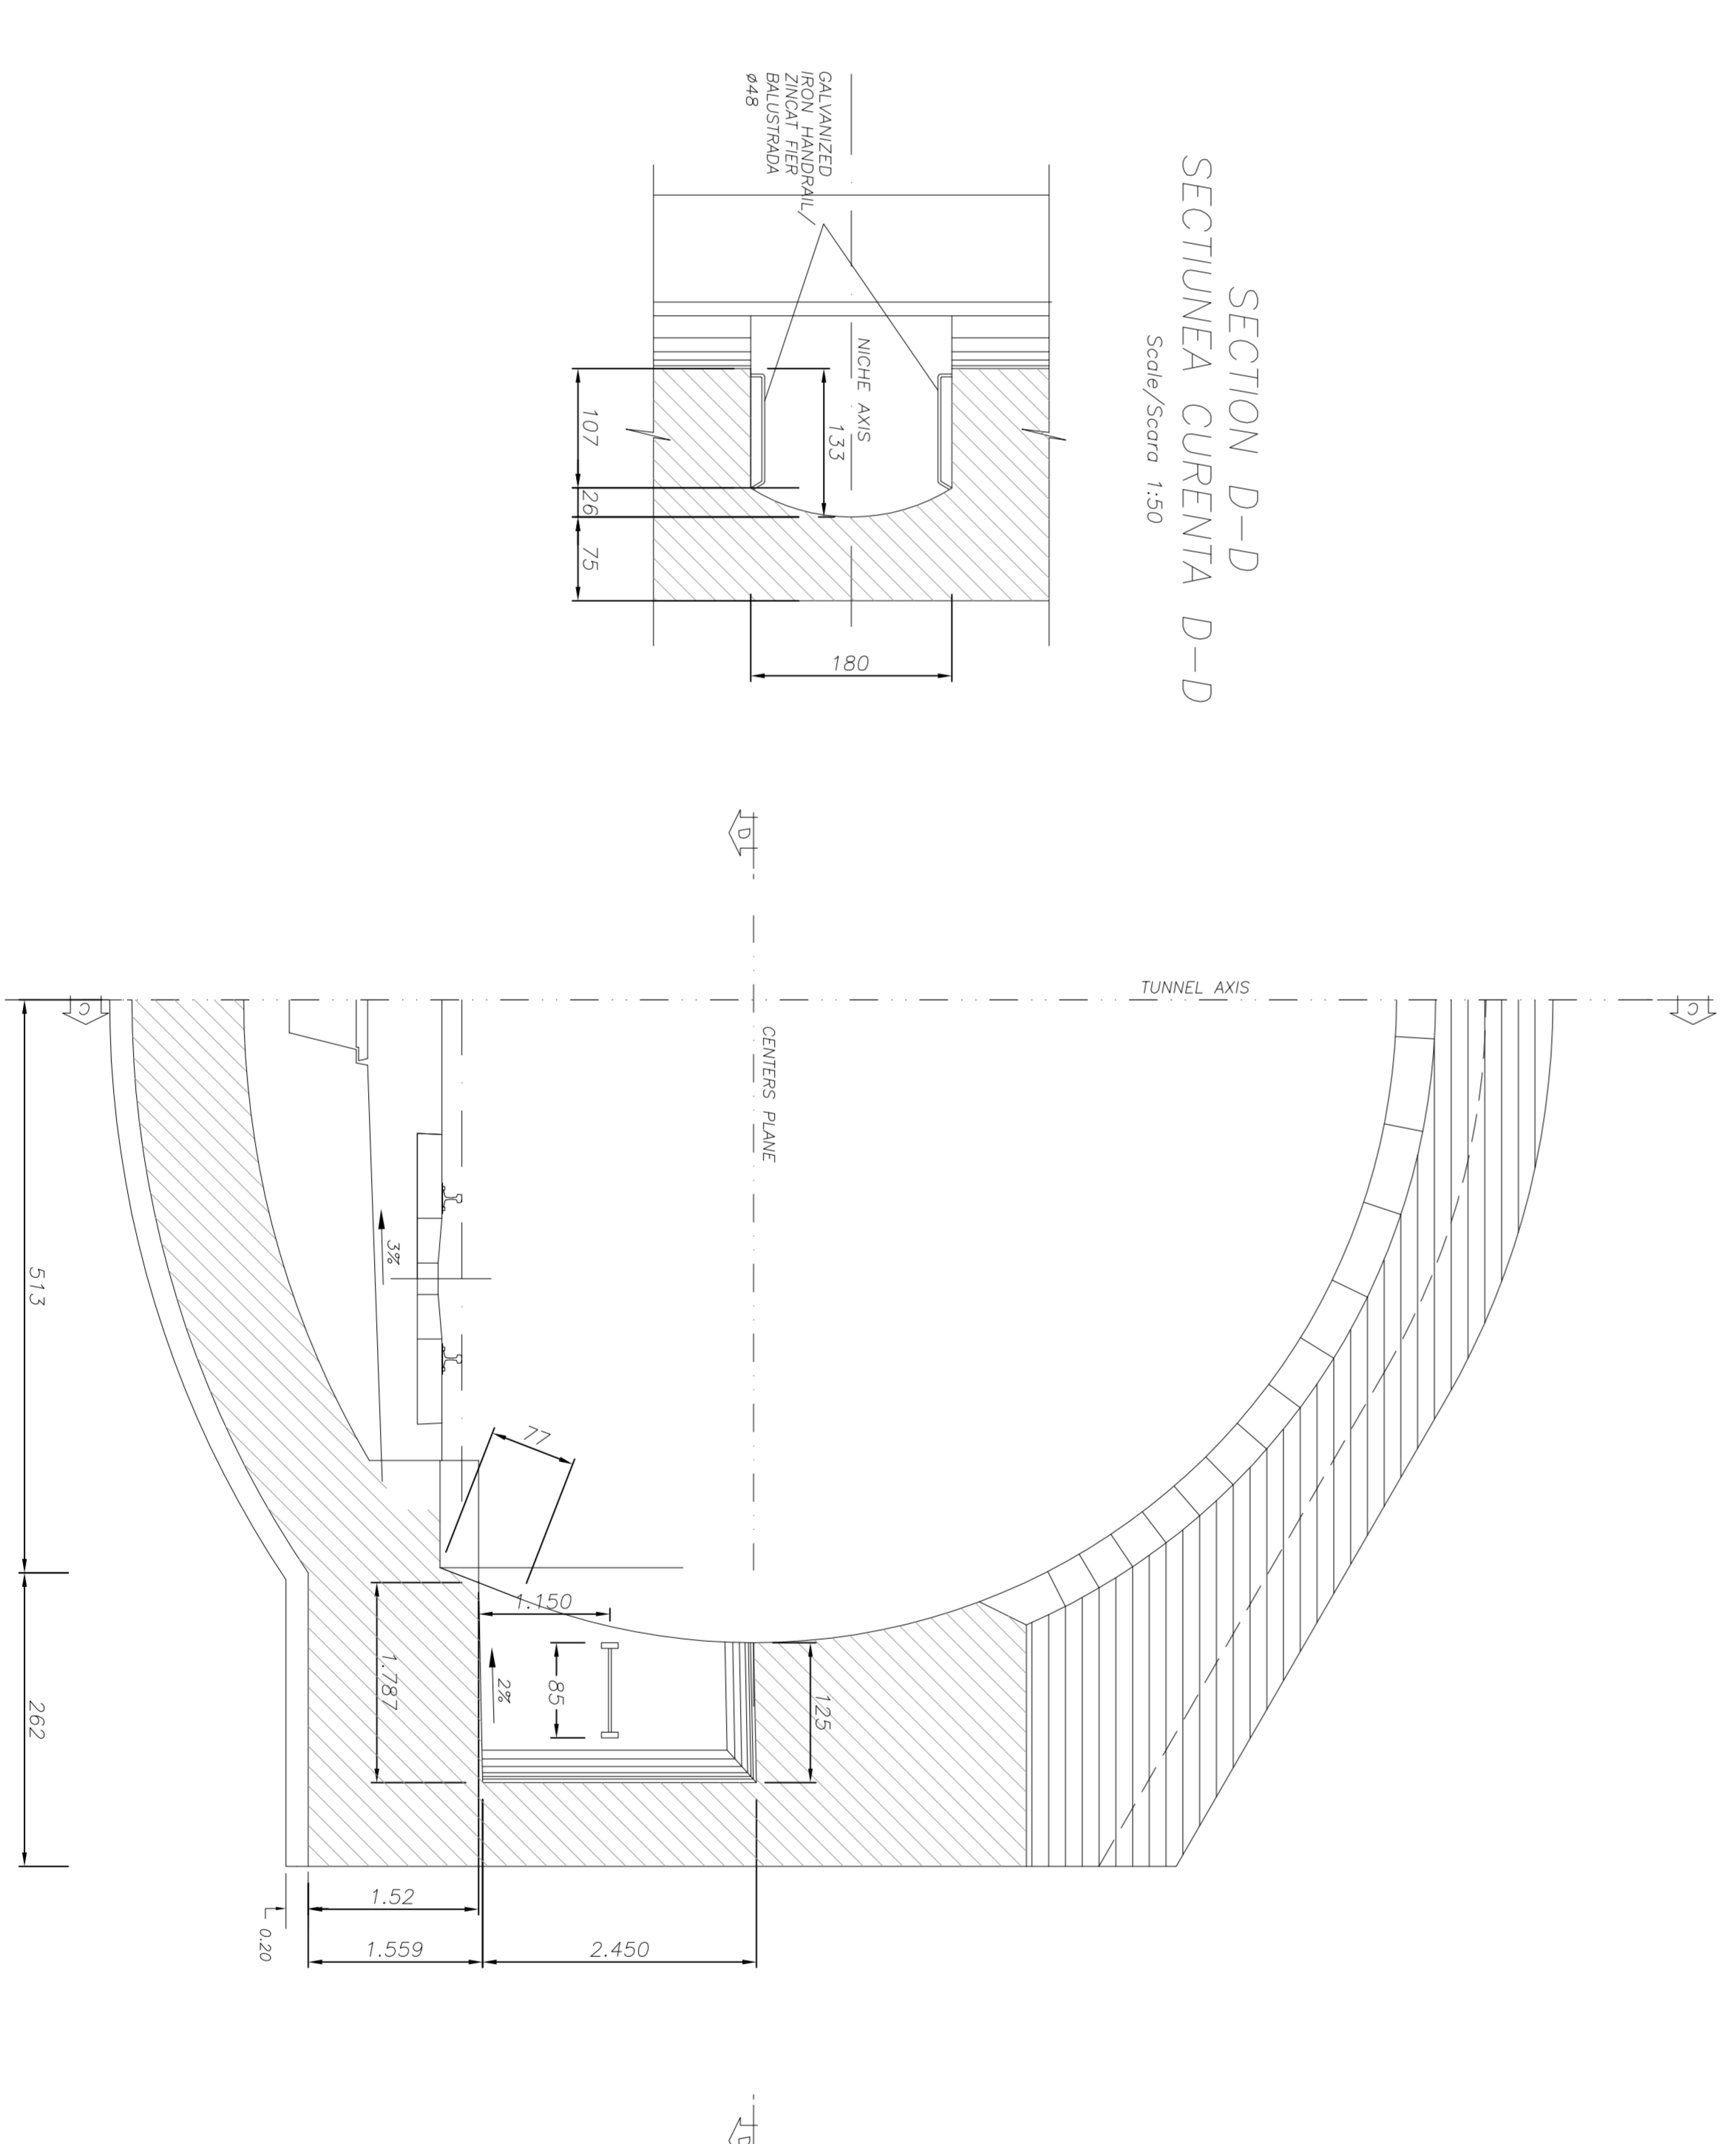 SECTION D-D
SECTIUNEA CURENTA D-D
Scale/Scara 1:50
GALVANIZED
IRON HANDRAIL
ZINCAT FIER
BALUSTRADA
Ø48
NICHE AXIS
133
107
26
75
180
D
D
C
C
TUNNEL AXIS
CENTERS PLANE
3%
77
1.150
1.787
2%
85
125
513
262
1.52
0.20
1.559
2.450